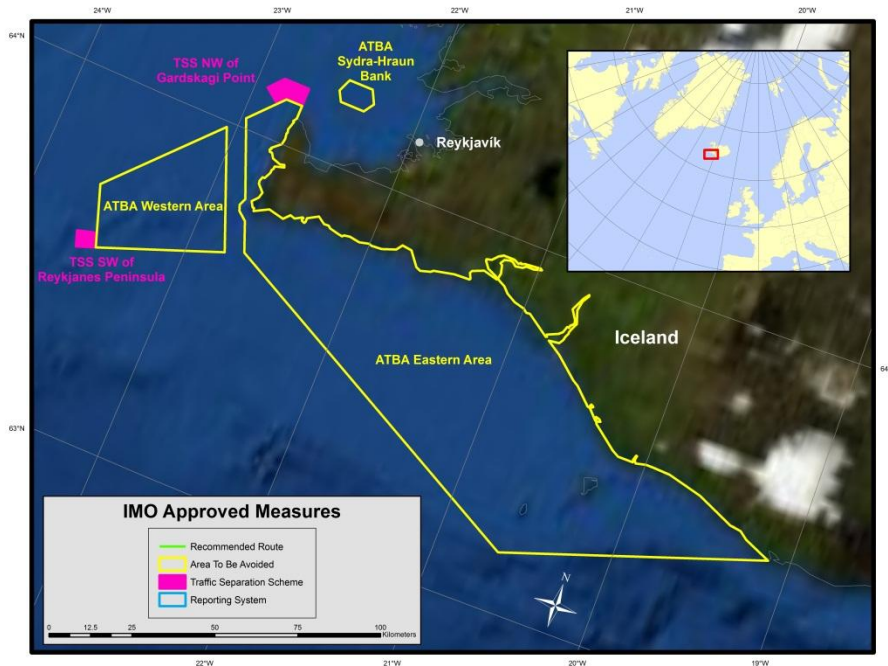 24°W
23°W
22°W
21°W
20°W
64°N
TSS NW of
Gardskagi Point
ATBA
Sydra-Hraun
Bank
Reykjavík
ATBA Western Area
TSS SW of
Reykjanes Peninsula
Iceland
ATBA Eastern Area
64
63°N
IMO Approved Measures
Recommended Route
Area To Be Avoided
Traffic Separation Scheme
Reporting System
0 12.5 25 50 75 100
Kilometers
N
22°W
21°W
20°W
19°W